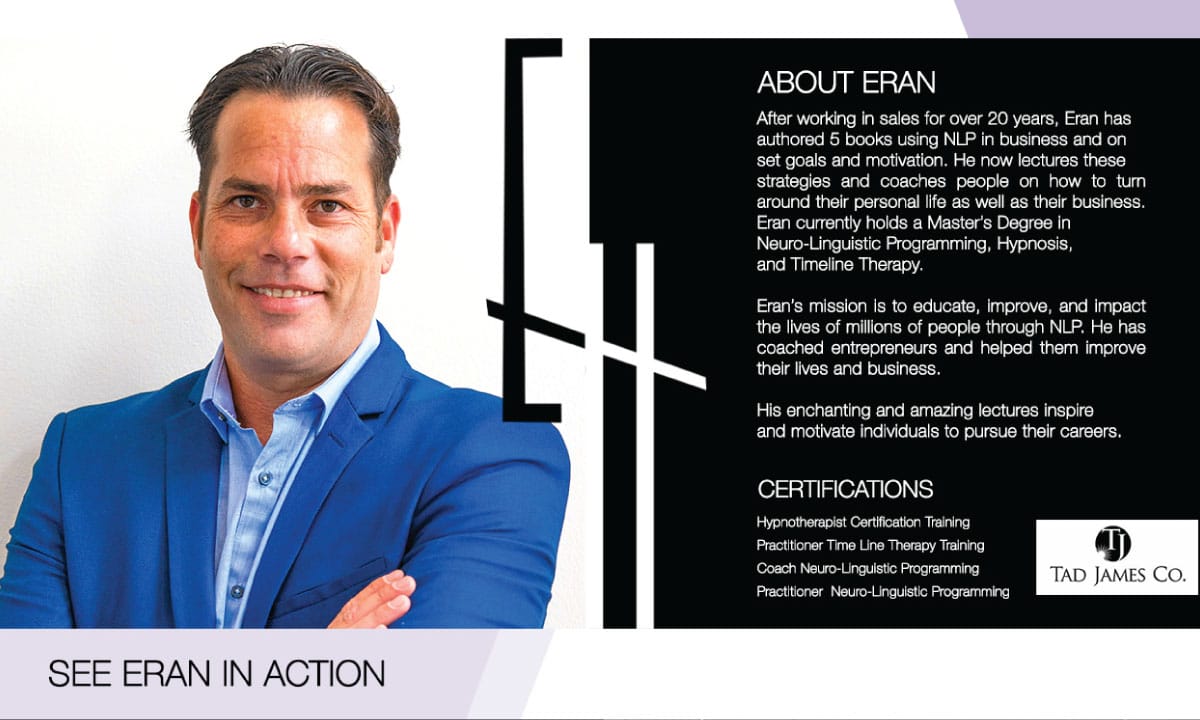 ABOUT ERAN
After working in sales for over 20 years, Eran has
authored 5 books using NLP in business and on
set goals and motivation. He now lectures these
strategies and coaches people on how to turn
around their personal life as well as their business.
Eran currently holds a Master's Degree in
Neuro-Linguistic Programming, Hypnosis,
and Timeline Therapy.
Eran's mission is to educate, improve, and impact
the lives of millions of people through NLP. He has
coached entrepreneurs and helped them improve
their lives and business.
His enchanting and amazing lectures inspire
and motivate individuals to pursue their careers.
CERTIFICATIONS
Hypnotherapist Certification Training
Practitioner Time Line Therapy Training
Coach Neuro-Linguistic Programming
Practitioner Neuro-Linguistic Programming
TJ
TAD JAMES CO.
SEE ERAN IN ACTION